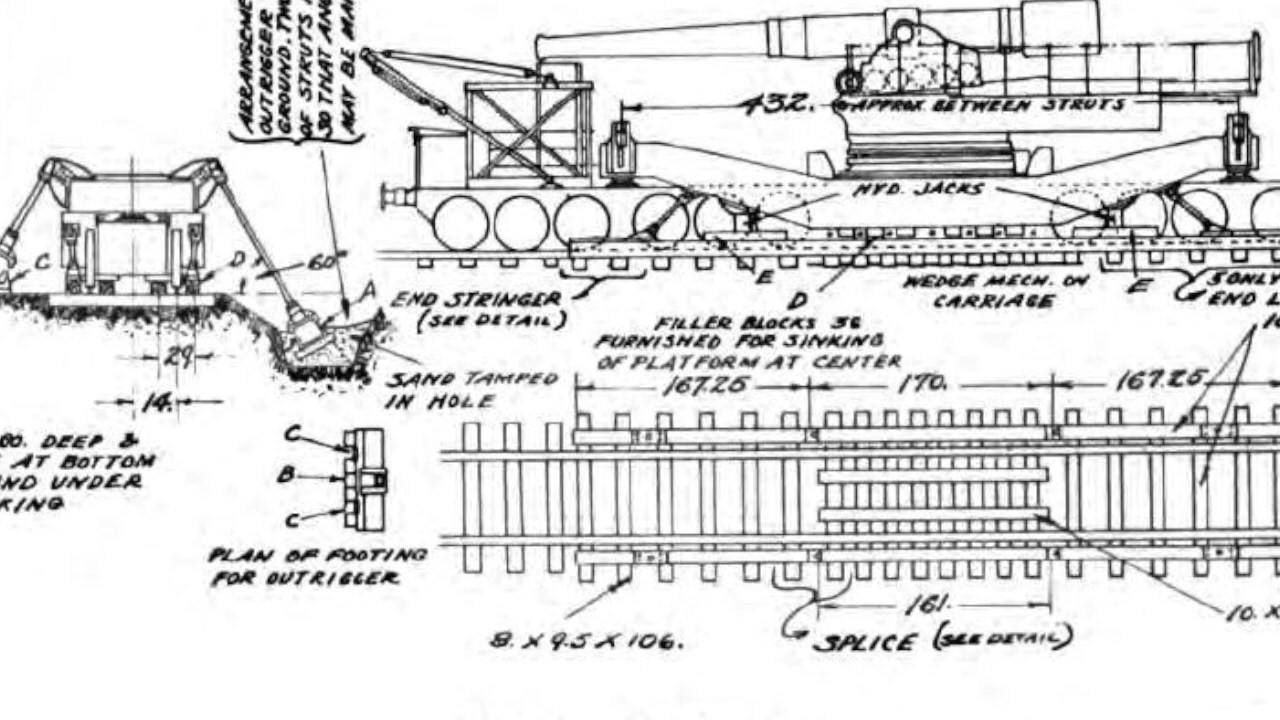 ARRANGEME
OUTRIGGER
GROUND. TW
OF STRUTS
SO THAT AN
MAY BE MA
432. APPROX. BETWEEN STRUTS
HYD. JACKS
C
D
60°
A
E
D
E
END STRINGER
(SEE DETAIL)
WEDGE MECH. ON
CARRIAGE
5 ONLY
END L
FILLER BLOCKS 36
FURNISHED FOR SINKING
OF PLATFORM AT CENTER
29
14.
SAND TAMPED
IN HOLE
167.25
170.
167.25
DEEP &
AT BOTTOM
AND UNDER
KING
C
B
C
PLAN OF FOOTING
FOR OUTRIGGER
161.
10. X
8. X 9.5 X 106.
SPLICE (SEE DETAIL)